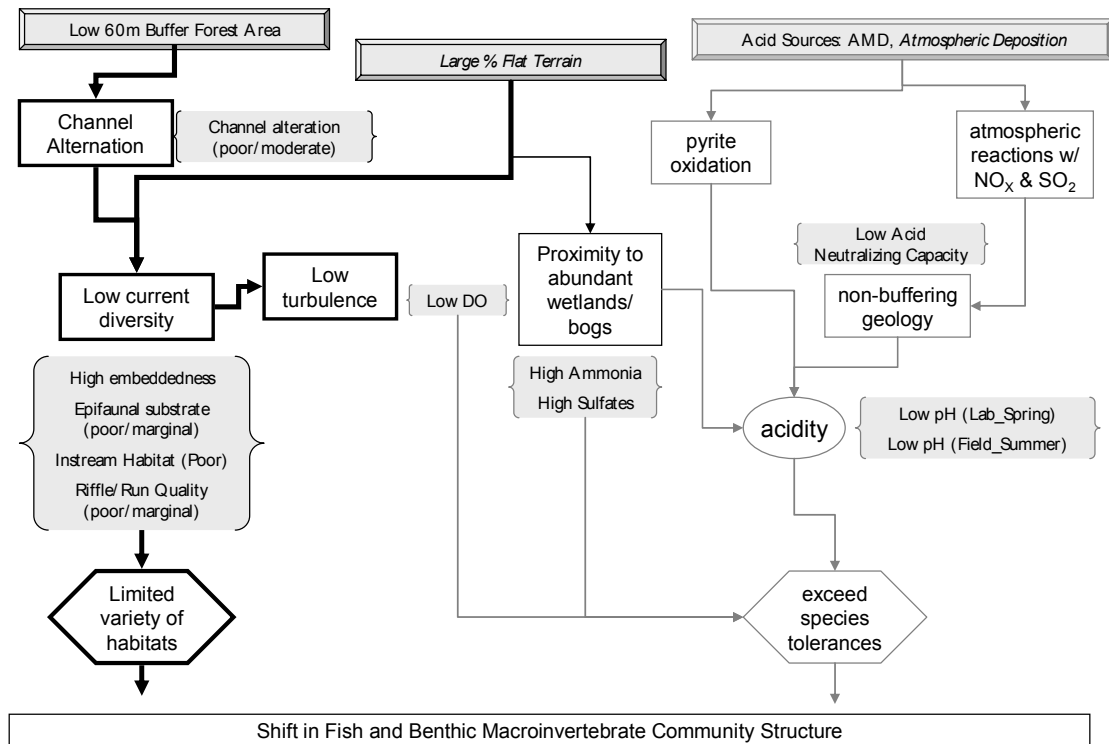 Low 60m Buffer Forest Area
Large % Flat Terrain
Acid Sources: AMD, Atmospheric Deposition
Channel
Alternation
Channel alteration
(poor/moderate)
pyrite
oxidation
atmospheric
reactions w/
NOX & SO2
Low Acid
Neutralizing Capacity
Low current
diversity
Low
turbulence
Low DO
Proximity to
abundant
wetlands/
bogs
non-buffering
geology
High embeddedness
Epifaunal substrate
(poor/marginal)
Instream Habitat (Poor)
Riffle/Run Quality
(poor/marginal)
High Ammonia
High Sulfates
acidity
Low pH (Lab_Spring)
Low pH (Field_Summer)
Limited
variety of
habitats
exceed
species
tolerances
Shift in Fish and Benthic Macroinvertebrate Community Structure